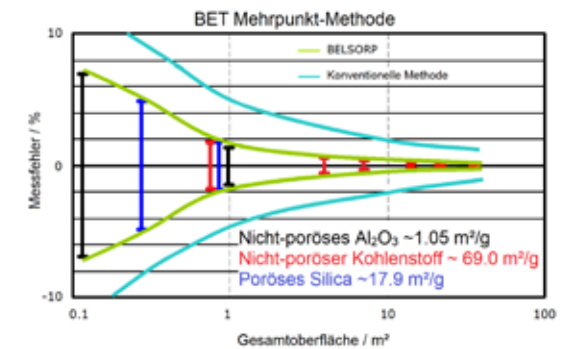 BET Mehrpunkt-Methode
10
BELSORP
Konventionelle Methode
Messfehler / %
0
Nicht-poröses Al₂O₃ ~1.05 m²/g
Nicht-poröser Kohlenstoff ~ 69.0 m²/g
Poröses Silica ~17.9 m²/g
-10
0.1 1 10 100
Gesamtoberfläche / m²